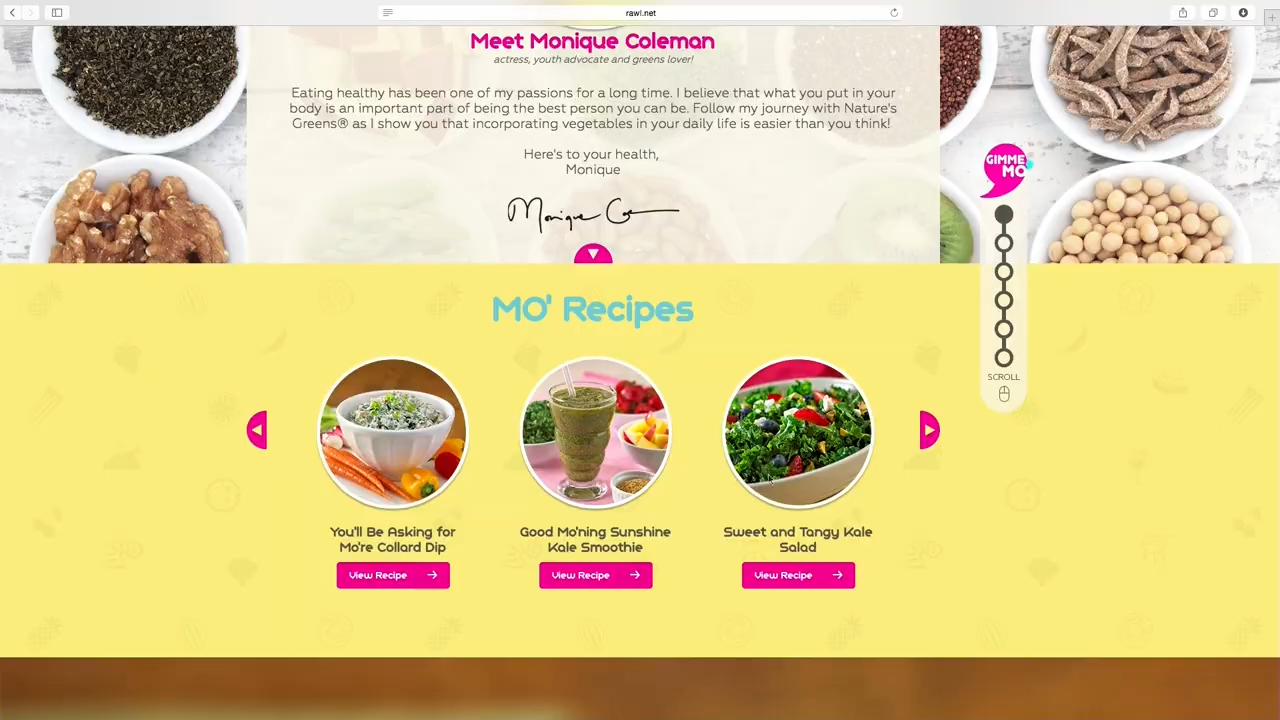 rawl.net
Meet Monique Coleman
actress, youth advocate and greens lover!
Eating healthy has been one of my passions for a long time. I believe that what you put in your
body is an important part of being the best person you can be. Follow my journey with Nature's
Greens® as I show you that incorporating vegetables in your daily life is easier than you think!
Here's to your health,
Monique
Monique Co
GIMME
MO'
SCROLL
MO' Recipes
You'll Be Asking for
Mo're Collard Dip
View Recipe
Good Mo'ning Sunshine
Kale Smoothie
View Recipe
Sweet and Tangy Kale
Salad
View Recipe